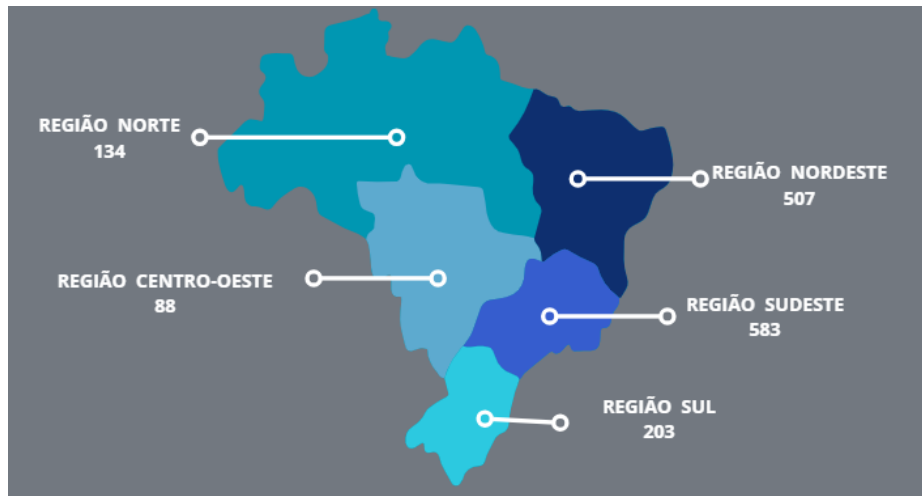 REGIÃO NORTE
134
REGIÃO NORDESTE
507
REGIÃO CENTRO-OESTE
88
REGIÃO SUDESTE
583
REGIÃO SUL
203